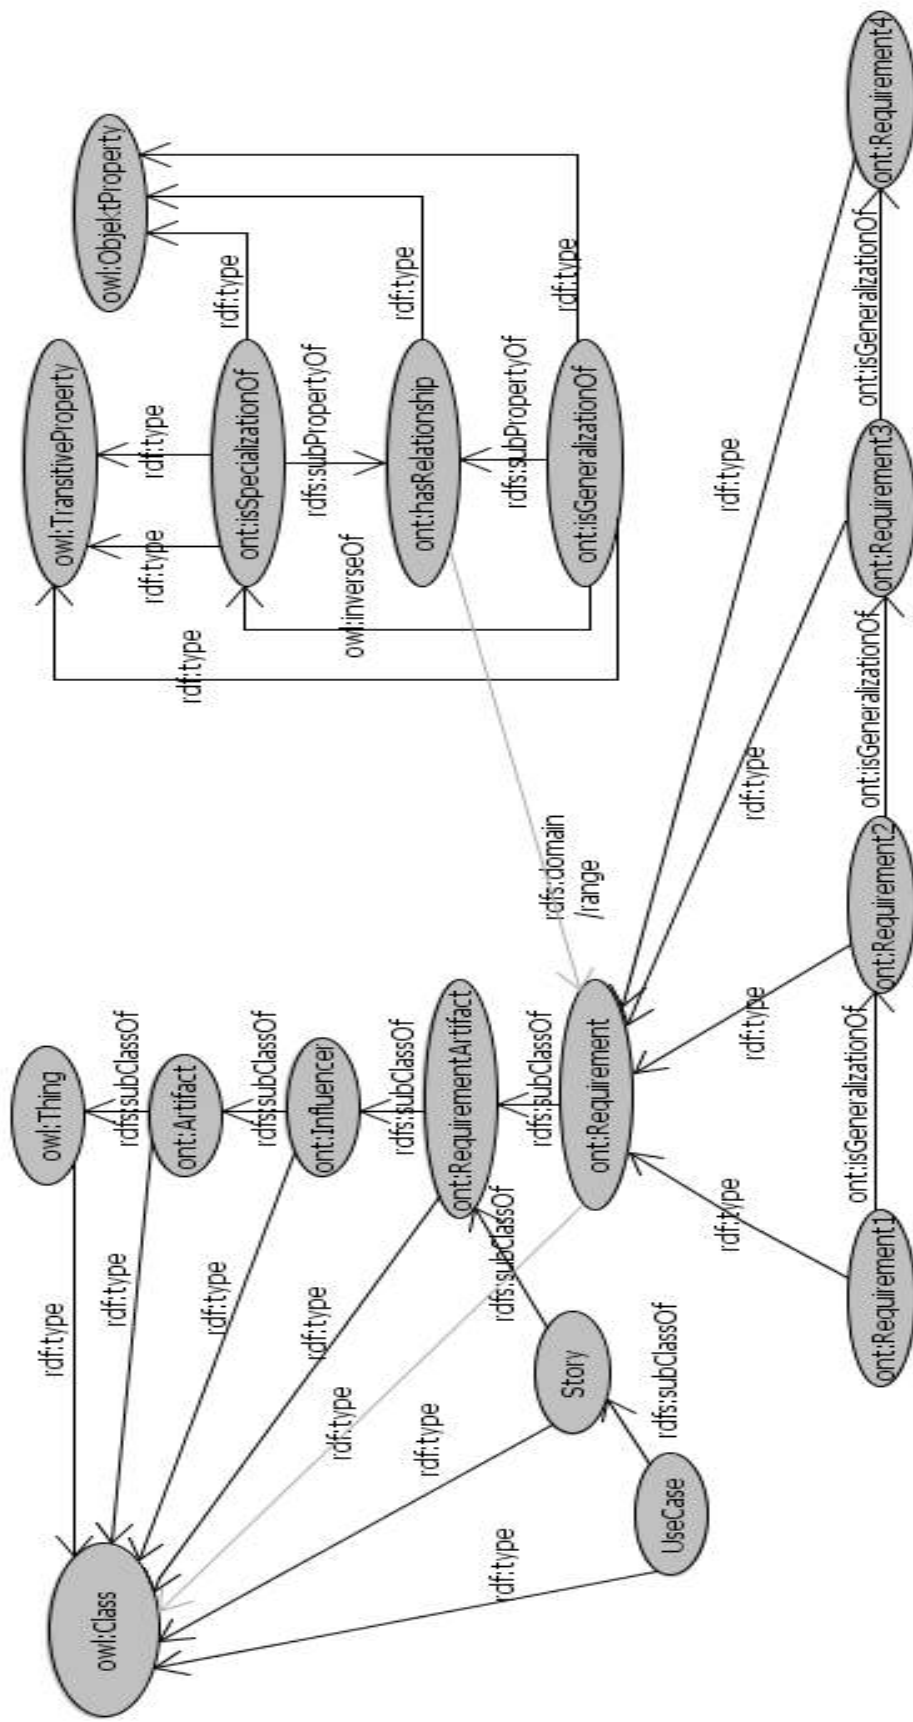 owl:Thing
owl:TransitiveProperty
rdf:type
owl:Class
rdf:type
rdfs:subClassOf
owl:ObjektProperty
rdf:type
rdf:type
rdf:type
ont:Artifact
rdf:type
rdfs:subClassOf
rdf:type
ont:isSpecializationOf
rdf:type
rdf:type
ont:Influencer
rdfs:subPropertyOf
rdf:type
rdfs:subClassOf
owl:inverseOf
rdf:type
ont:hasRelationship
rdf:type
ont:RequirementArtifact
rdf:type
rdfs:subClassOf
rdfs:subPropertyOf
rdfs:subClassOf
rdfs:domain
/range
rdf:type
Story
ont:isGeneralizationOf
ont:Requirement
rdfs:subClassOf
UseCase
rdf:type
rdf:type
rdf:type
rdf:type
ont:isGeneralizationOf
ont:isGeneralizationOf
ont:isGeneralizationOf
ont:Requirement1
ont:Requirement2
ont:Requirement3
ont:Requirement4